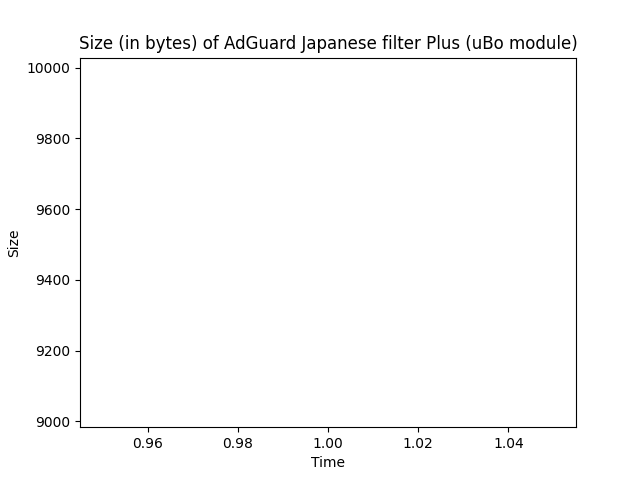 Size (in bytes) of AdGuard Japanese filter Plus (uBo module)
10000
9800
9600
9400
9200
9000
Size
0.96 0.98 1.00 1.02 1.04
Time